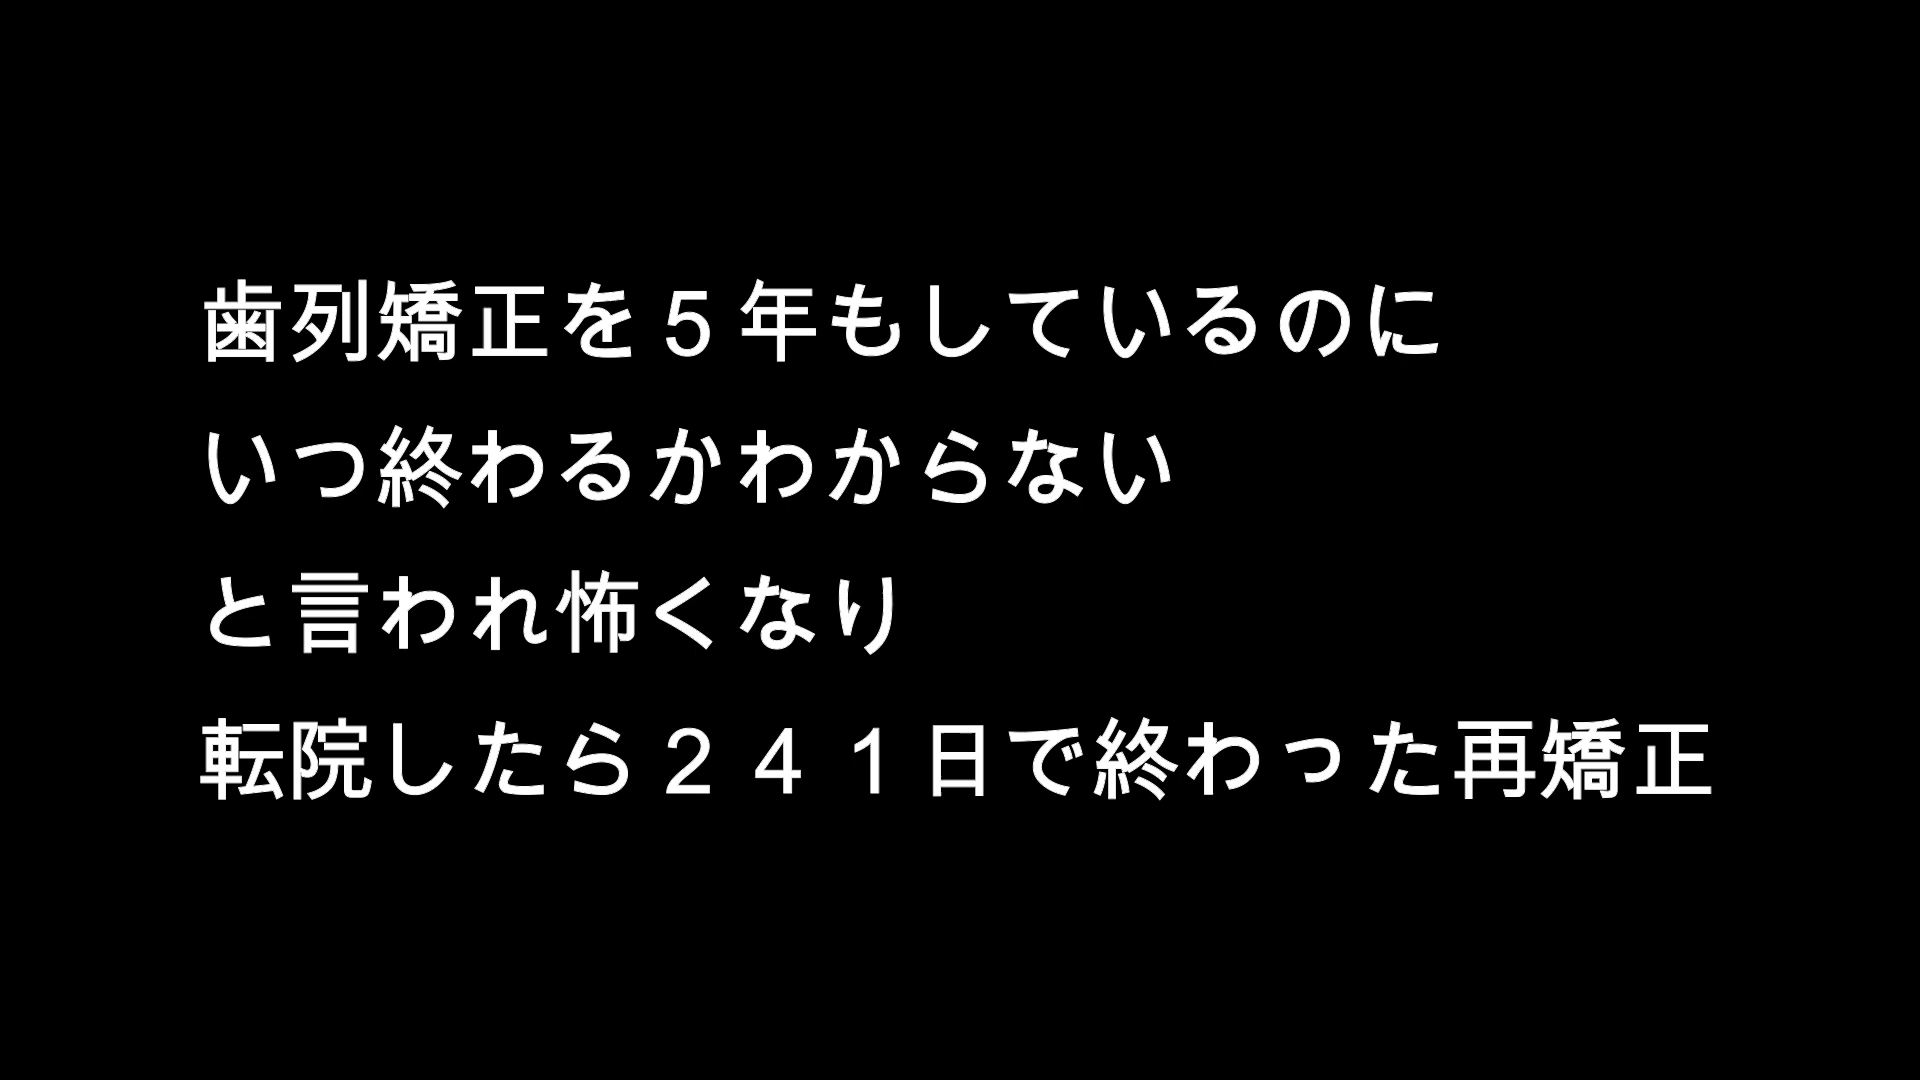 歯列矯正を５年もしているのに
いつ終わるかわからない
と言われ怖くなり
転院したら２４１日で終わった再矯正